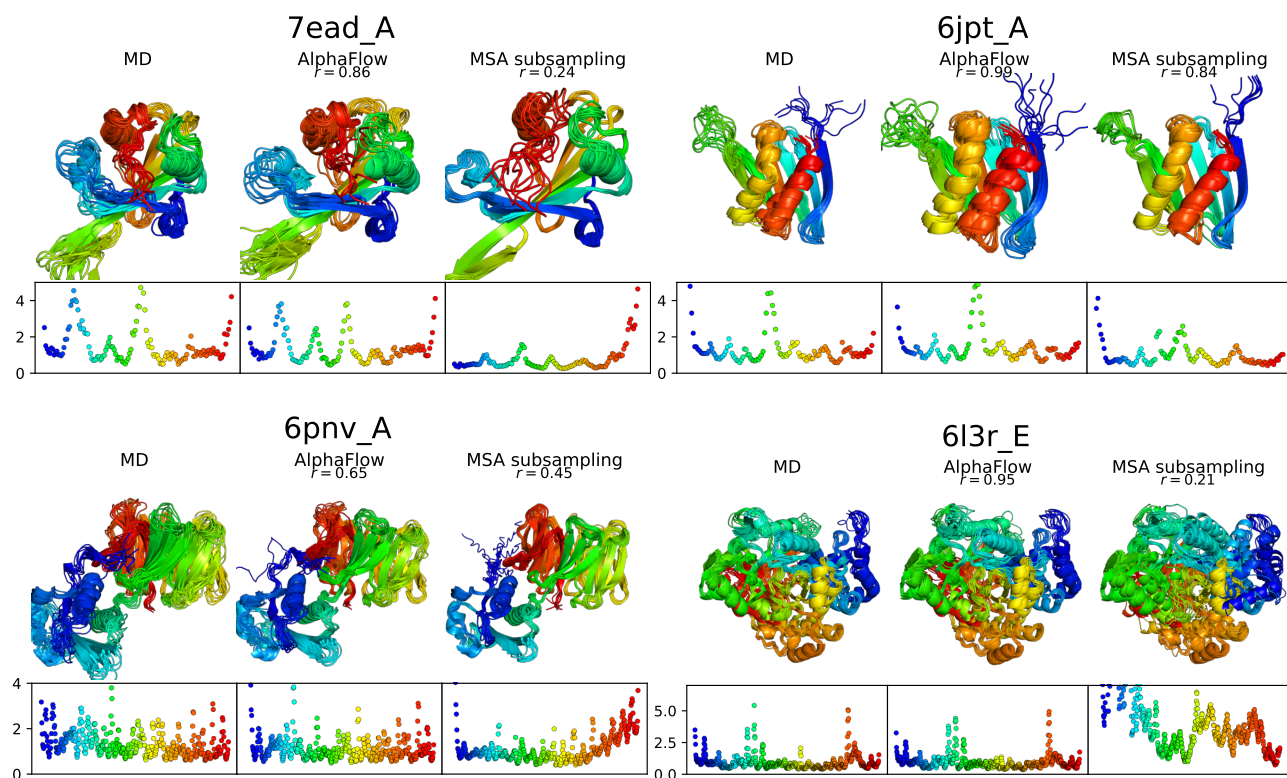 7ead_A
MD AlphaFlow MSA subsampling
r = 0.86 r = 0.24
4
2
0
6jpt_A
MD AlphaFlow MSA subsampling
r = 0.99 r = 0.84
4
2
0
6pnv_A
MD AlphaFlow MSA subsampling
r = 0.65 r = 0.45
4
2
0
6l3r_E
MD AlphaFlow MSA subsampling
r = 0.95 r = 0.21
5.0
2.5
0.0